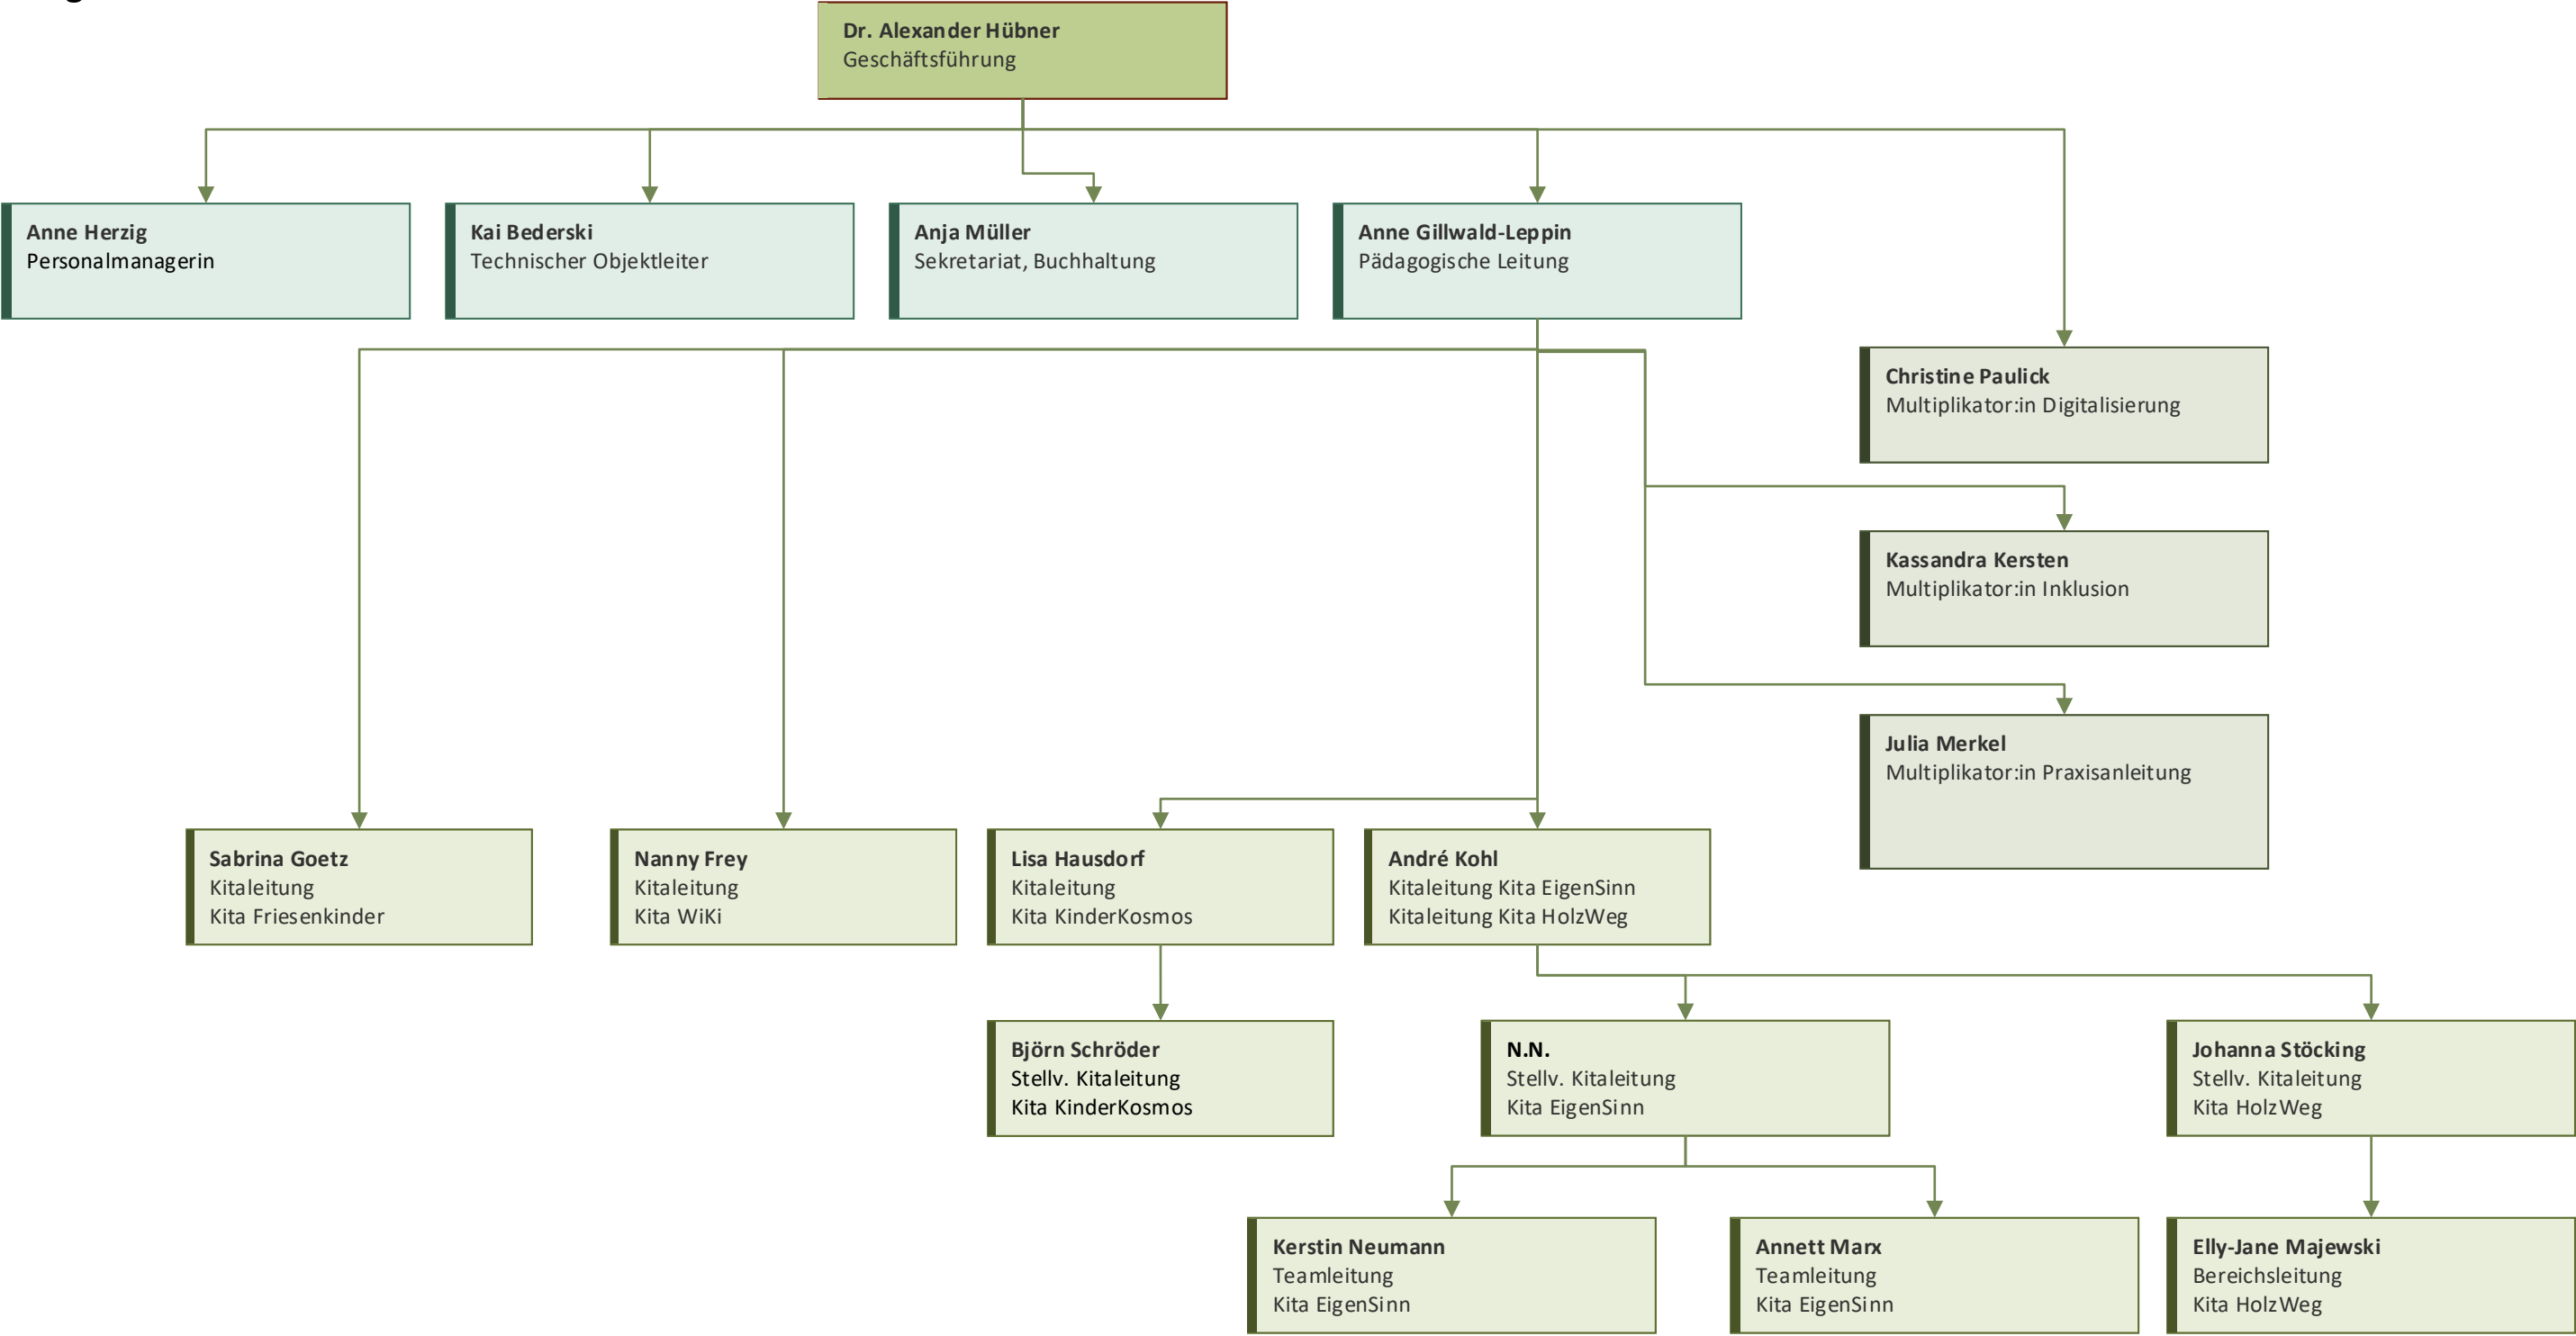 Dr. Alexander Hübner
Geschäftsführung
Anne Herzig
Personalmanagerin
Kai Bederski
Technischer Objektleiter
Anja Müller
Sekretariat, Buchhaltung
Anne Gillwald-Leppin
Pädagogische Leitung
Christine Paulick
Multiplikator:in Digitalisierung
Kassandra Kersten
Multiplikator:in Inklusion
Julia Merkel
Multiplikator:in Praxisanleitung
Sabrina Goetz
Kitaleitung
Kita Friesenkinder
Nanny Frey
Kitaleitung
Kita WiKi
Lisa Hausdorf
Kitaleitung
Kita KinderKosmos
André Kohl
Kitaleitung Kita EigenSinn
Kitaleitung Kita HolzWeg
Björn Schröder
Stellv. Kitaleitung
Kita KinderKosmos
N.N.
Stellv. Kitaleitung
Kita EigenSinn
Johanna Stöcking
Stellv. Kitaleitung
Kita HolzWeg
Kerstin Neumann
Teamleitung
Kita EigenSinn
Annett Marx
Teamleitung
Kita EigenSinn
Elly-Jane Majewski
Bereichsleitung
Kita HolzWeg